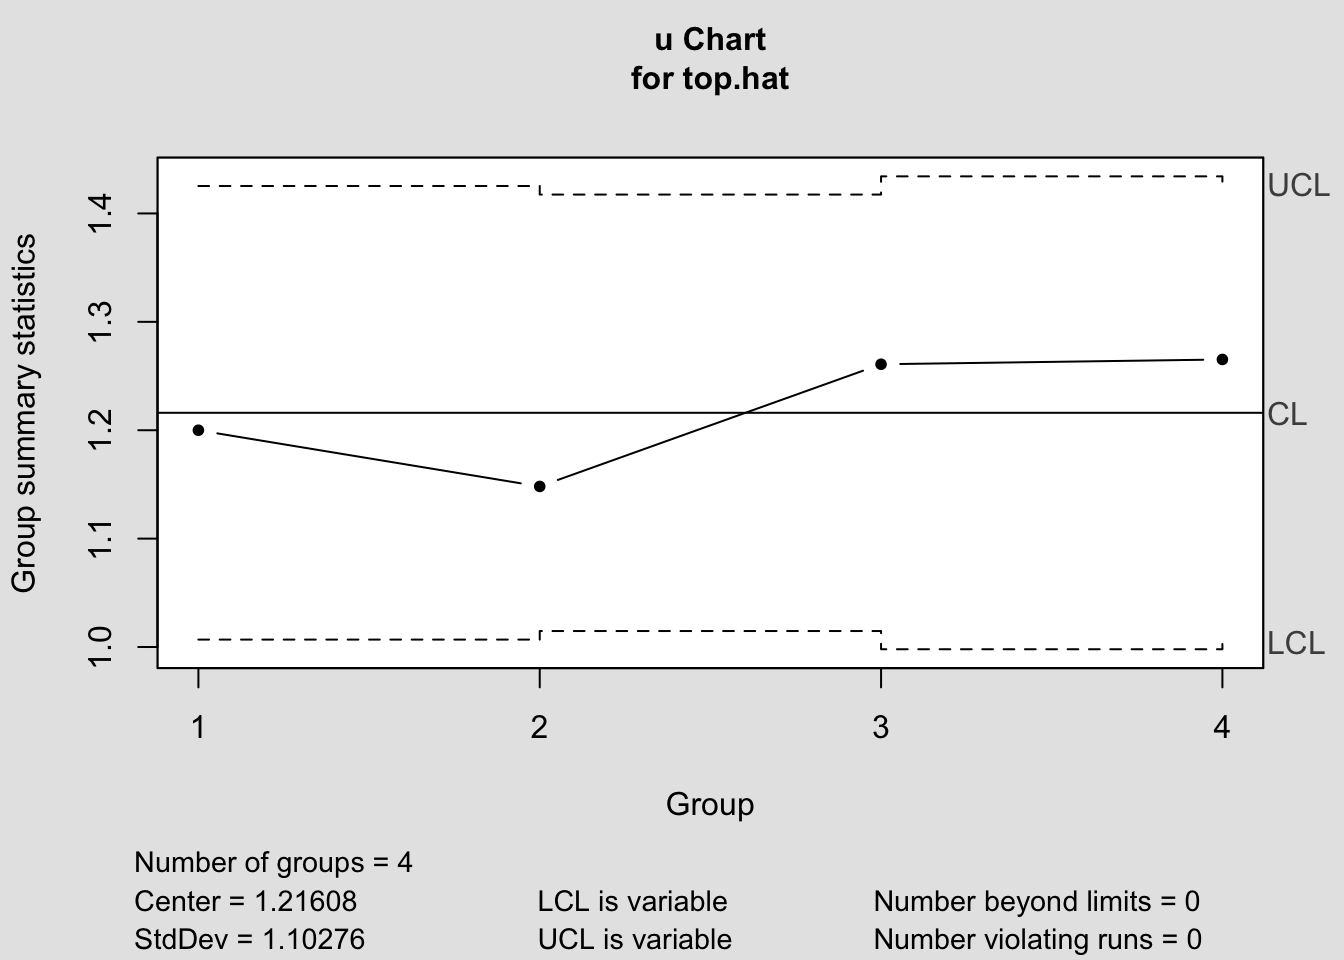 u Chart
for top.hat
UCL
CL
LCL
Group summary statistics
1.4
1.3
1.2
1.1
1.0
1 2 3 4
Group
Number of groups = 4
Center = 1.21608 LCL is variable Number beyond limits = 0
StdDev = 1.10276 UCL is variable Number violating runs = 0